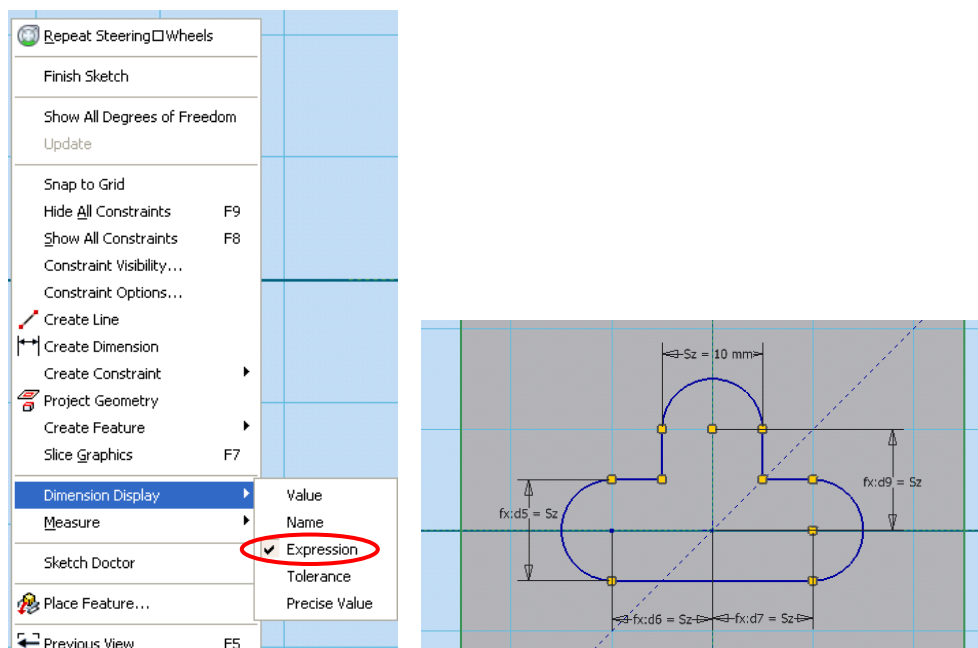 Repeat Steering□Wheels
Finish Sketch
Show All Degrees of Freedom
Update
Snap to Grid
Hide All Constraints F9
Show All Constraints F8
Constraint Visibility...
Constraint Options...
Create Line
Create Dimension
Create Constraint
Project Geometry
Create Feature
Slice Graphics F7
Dimension Display
Measure
Sketch Doctor
Place Feature...
Previous View F5
Value
Name
Expression
Tolerance
Precise Value
Sz = 10 mm
fx:d9 = Sz
fx:d5 = Sz
fx:d6 = Sz
fx:d7 = Sz